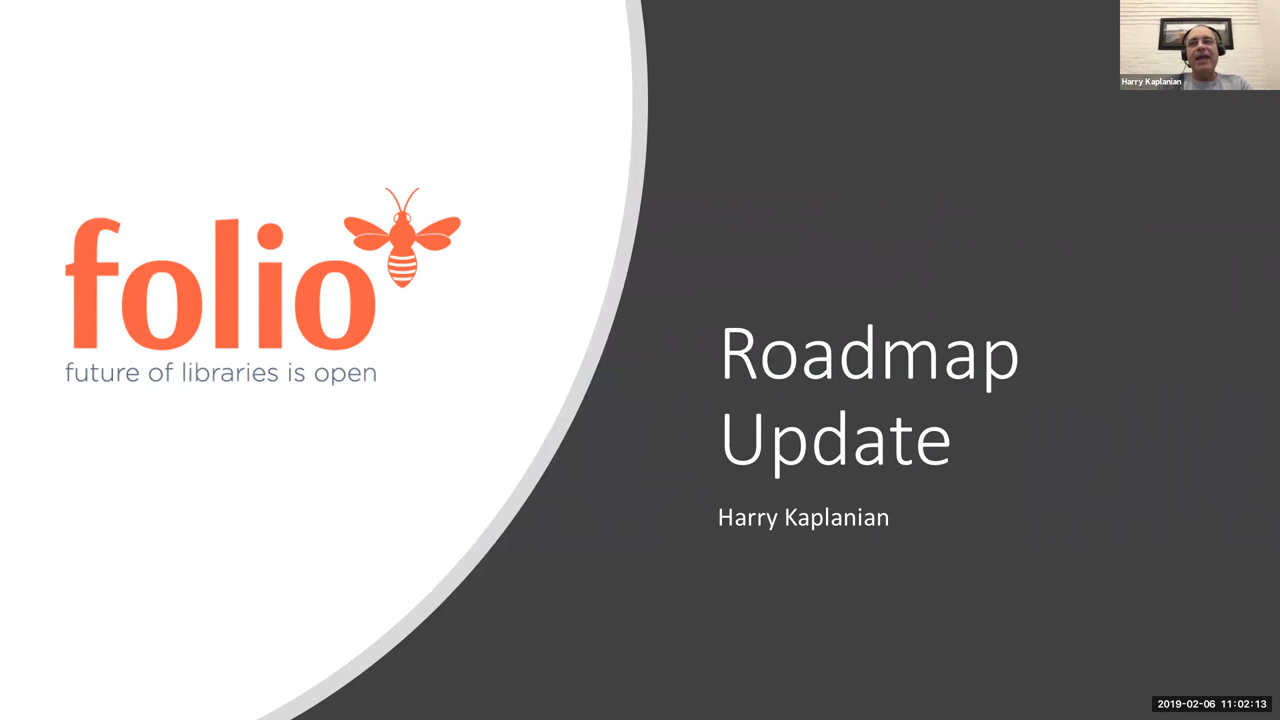 Harry Kaplanian
folio
future of libraries is open
Roadmap
Update
Harry Kaplanian
2019-02-06 11:02:13